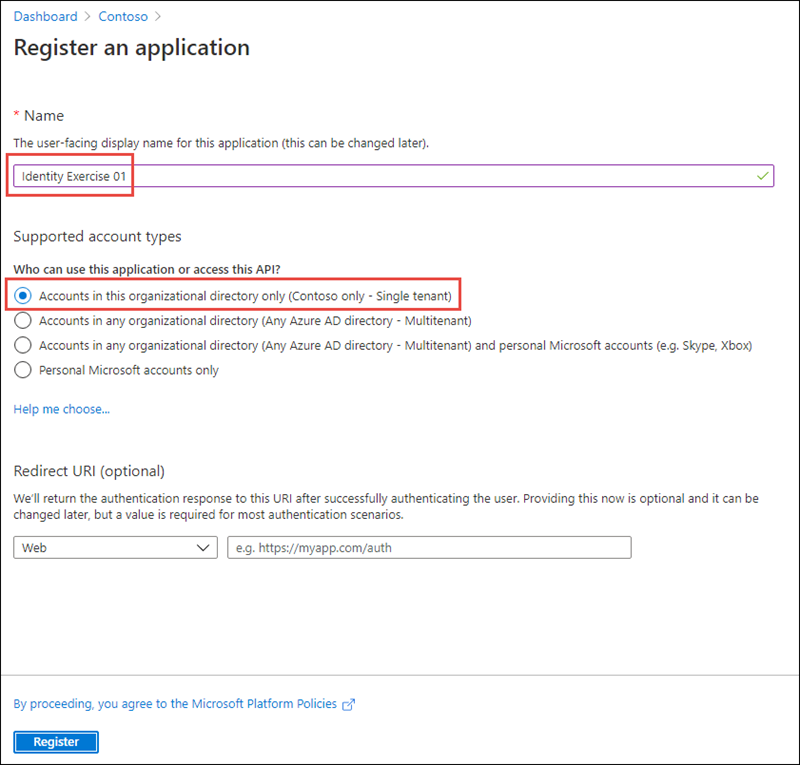 Dashboard > Contoso >
Register an application
* Name
The user-facing display name for this application (this can be changed later).
Identity Exercise 01
Supported account types
Who can use this application or access this API?
Accounts in this organizational directory only (Contoso only - Single tenant)
Accounts in any organizational directory (Any Azure AD directory - Multitenant)
Accounts in any organizational directory (Any Azure AD directory - Multitenant) and personal Microsoft accounts (e.g. Skype, Xbox)
Personal Microsoft accounts only
Help me choose...
Redirect URI (optional)
We'll return the authentication response to this URI after successfully authenticating the user. Providing this now is optional and it can be
changed later, but a value is required for most authentication scenarios.
Web e.g. https://myapp.com/auth
By proceeding, you agree to the Microsoft Platform Policies
Register